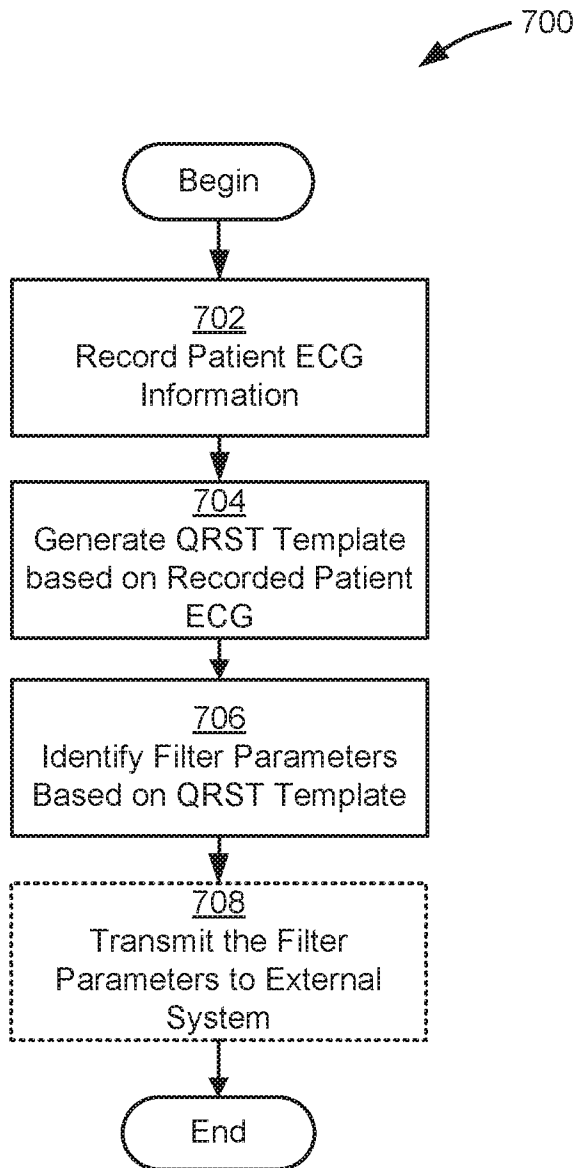 700
Begin
702
Record Patient ECG
Information
704
Generate QRST Template
based on Recorded Patient
ECG
706
Identify Filter Parameters
Based on QRST Template
708
Transmit the Filter
Parameters to External
System
End